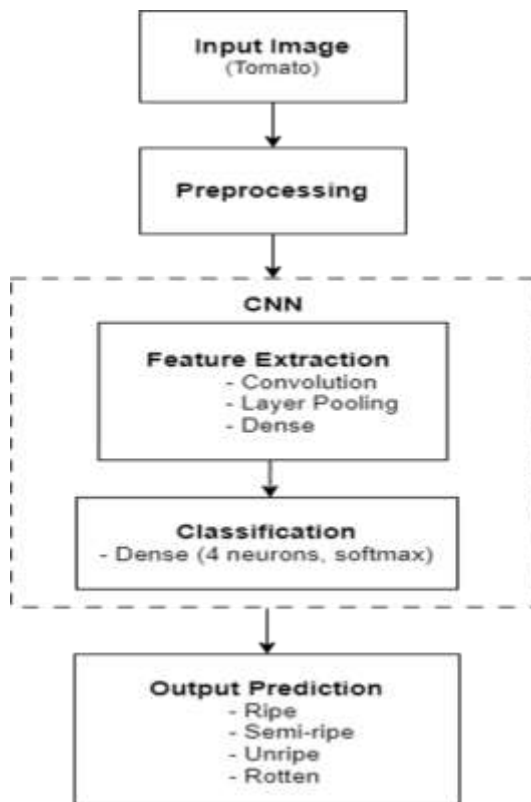 Input Image
(Tomato)
Preprocessing
CNN
Feature Extraction
- Convolution
- Layer Pooling
- Dense
Classification
- Dense (4 neurons, softmax)
Output Prediction
- Ripe
- Semi-ripe
- Unripe
- Rotten